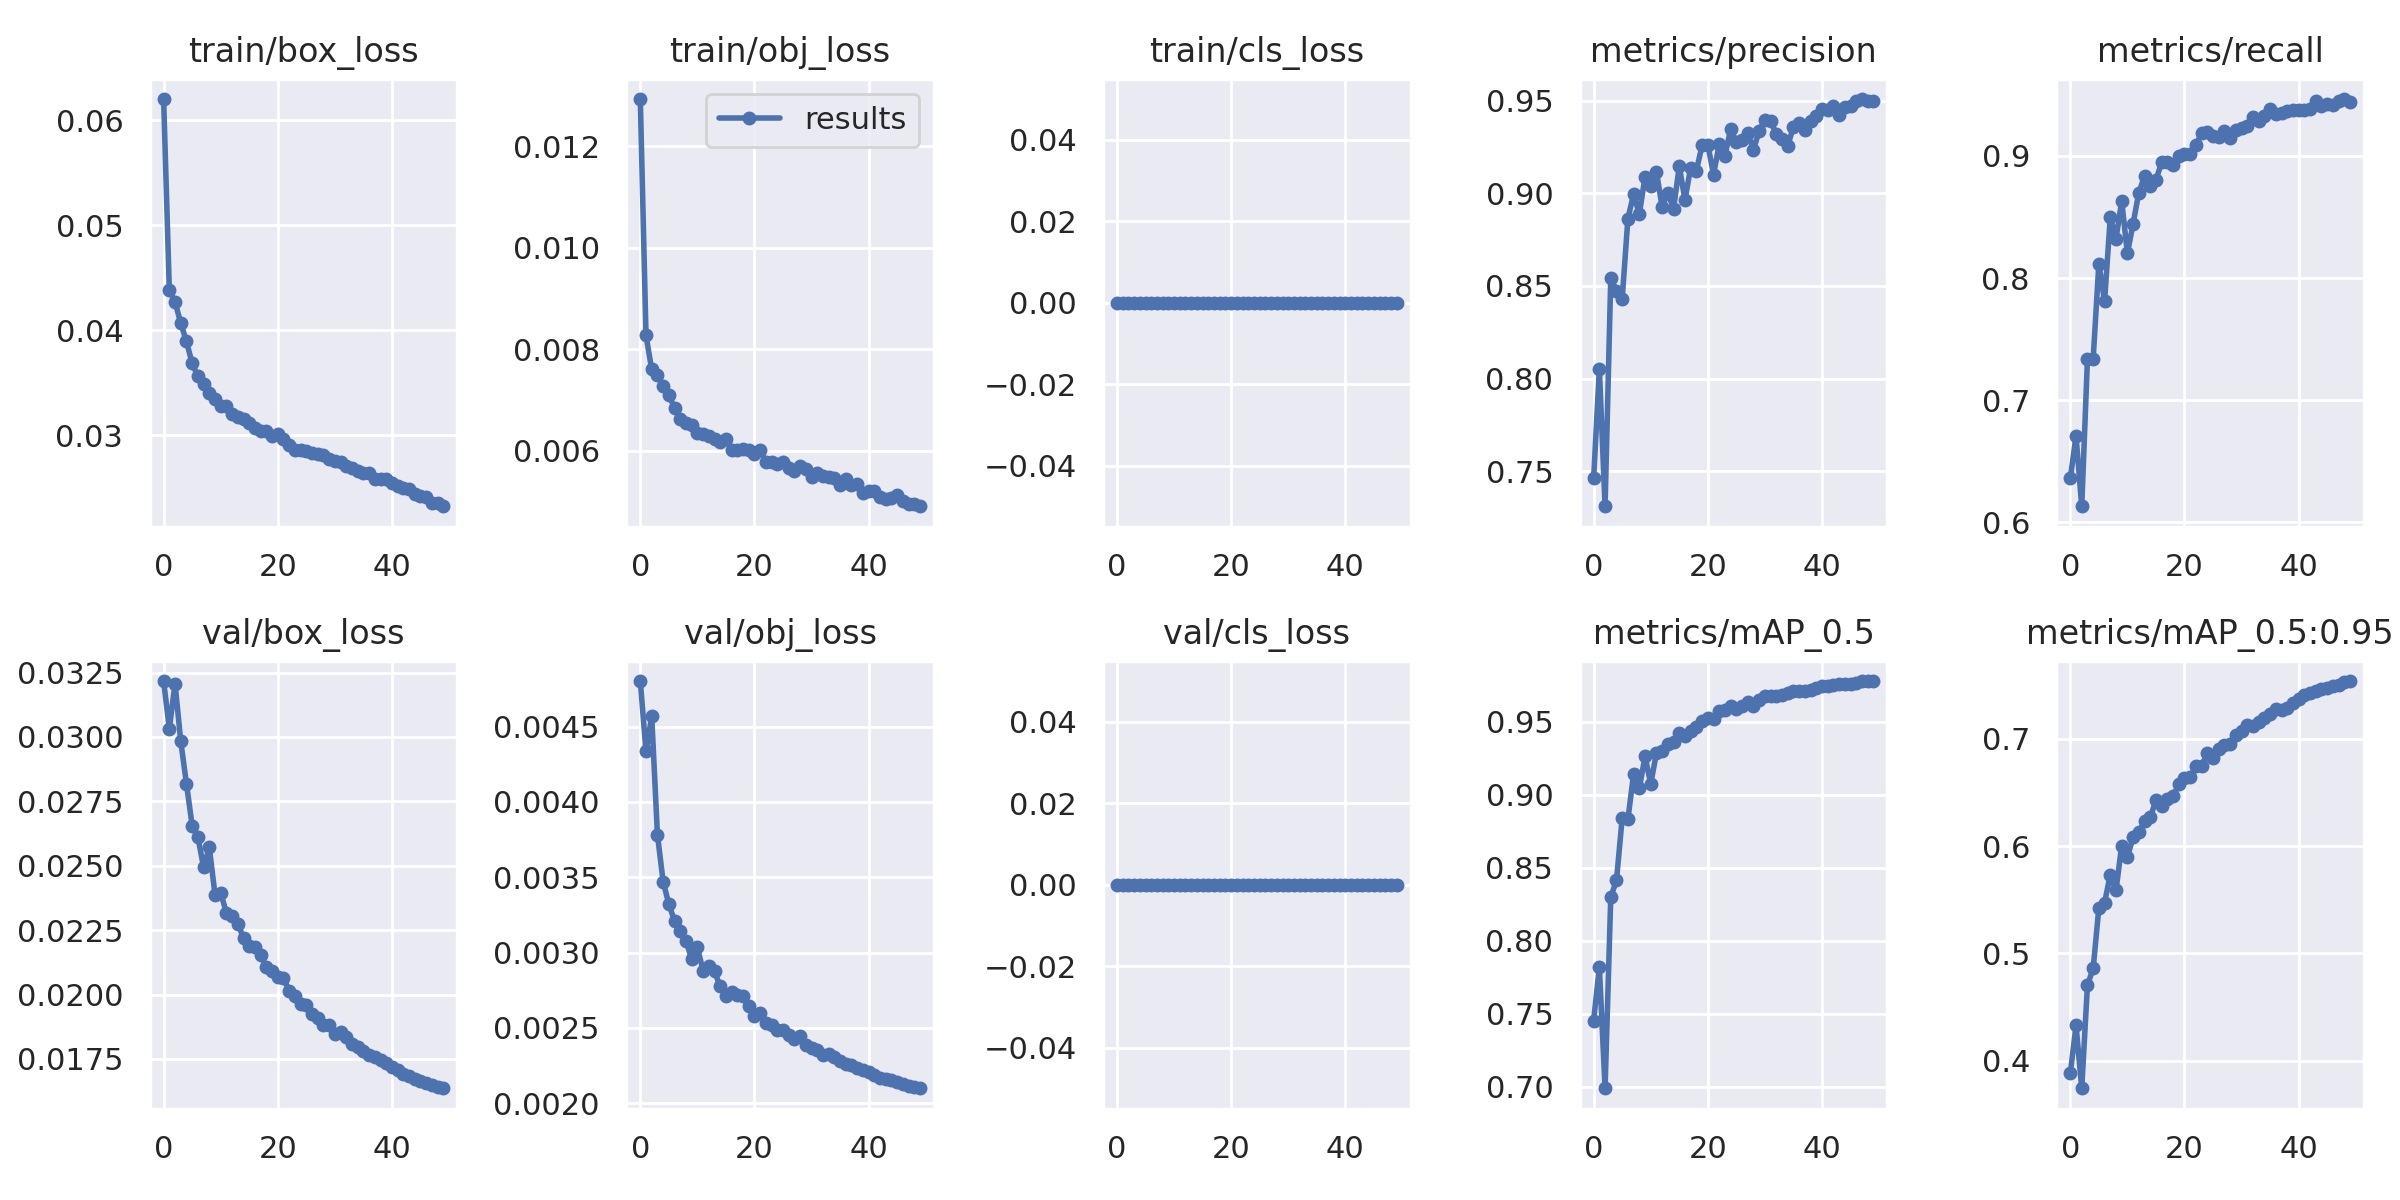 train/box_loss
0.06
0.05
0.04
0.03
0 20 40
train/obj_loss
results
0.012
0.010
0.008
0.006
0 20 40
train/cls_loss
0.04
0.02
0.00
−0.02
−0.04
0 20 40
metrics/precision
0.95
0.90
0.85
0.80
0.75
0 20 40
metrics/recall
0.9
0.8
0.7
0.6
0 20 40
val/box_loss
0.0325
0.0300
0.0275
0.0250
0.0225
0.0200
0.0175
0 20 40
val/obj_loss
0.0045
0.0040
0.0035
0.0030
0.0025
0.0020
0 20 40
val/cls_loss
0.04
0.02
0.00
−0.02
−0.04
0 20 40
metrics/mAP_0.5
0.95
0.90
0.85
0.80
0.75
0.70
0 20 40
metrics/mAP_0.5:0.95
0.7
0.6
0.5
0.4
0 20 40